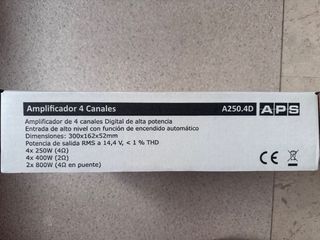 Amplificador 4 Canales A250.4D APS
Amplificador de 4 canales Digital de alta potencia
Entrada de alto nivel con función de encendido automático
Dimensiones: 300x162x52mm
Potencia de salida RMS a 14,4 V, < 1 % THD
4x 250W (4Ω)
4x 400W (2Ω)
2x 800W (4Ω en puente)
CE